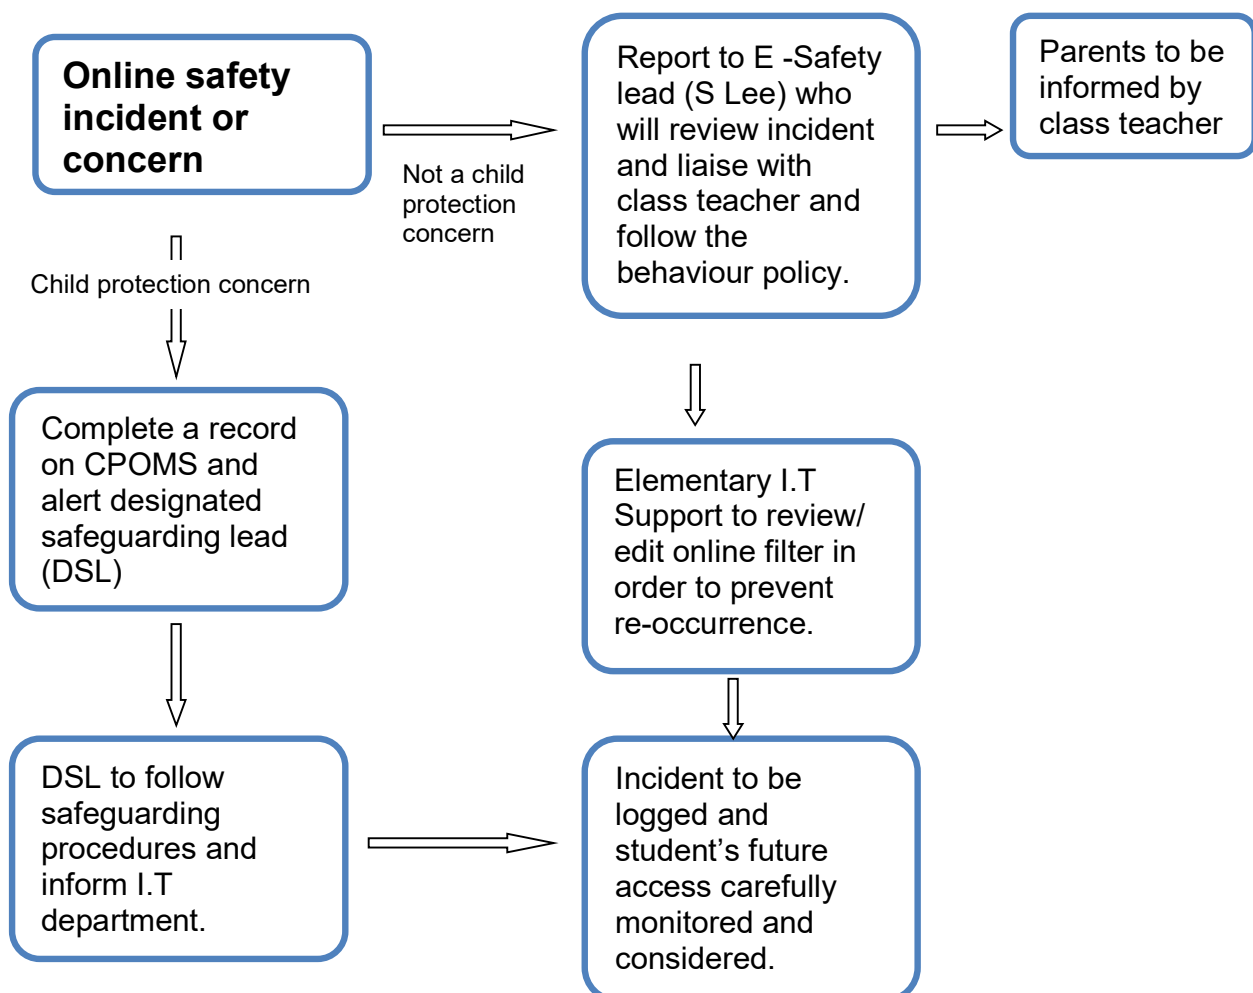 Online safety
incident or
concern
Not a child
protection
concern
Report to E -Safety
lead (S Lee) who
will review incident
and liaise with
class teacher and
follow the
behaviour policy.
Parents to be
informed by
class teacher
Child protection concern
Complete a record
on CPOMS and
alert designated
safeguarding lead
(DSL)
Elementary I.T
Support to review/
edit online filter in
order to prevent
re-occurrence.
DSL to follow
safeguarding
procedures and
inform I.T
department.
Incident to be
logged and
student’s future
access carefully
monitored and
considered.